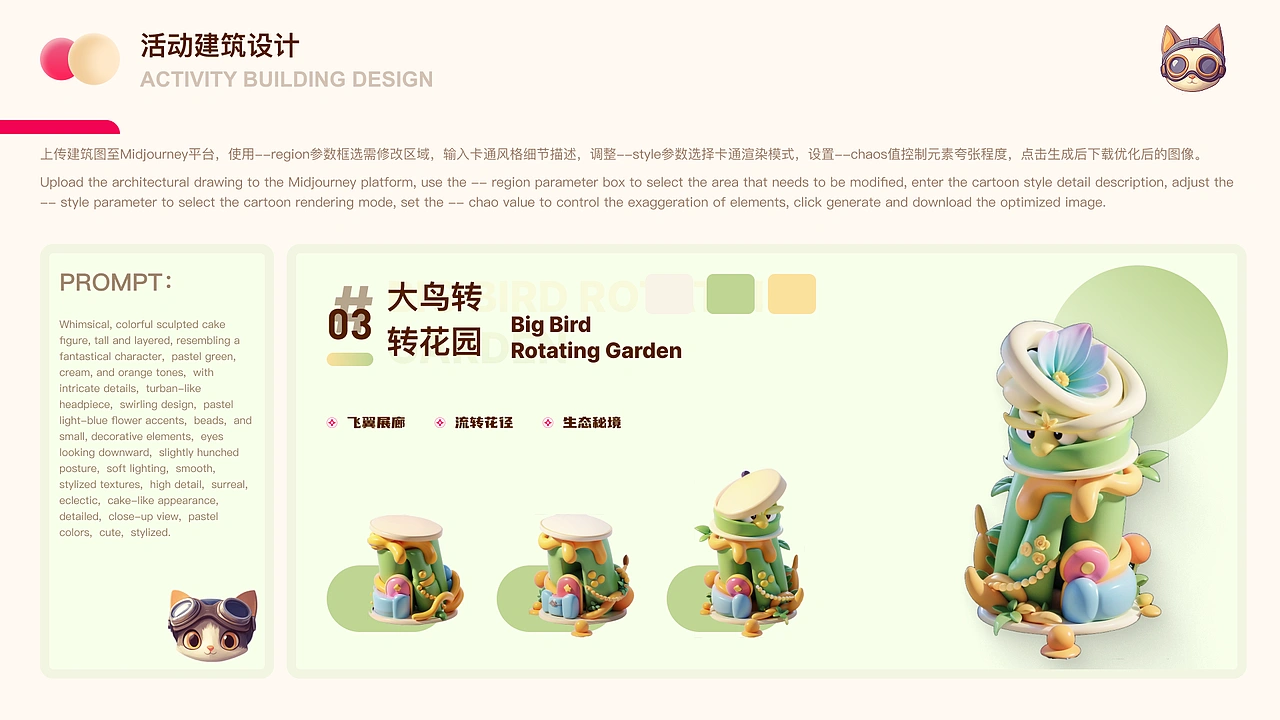 活动建筑设计
ACTIVITY BUILDING DESIGN
上传建筑图至Midjourney平台，使用--region参数框选需修改区域，输入卡通风格细节描述，调整--style参数选择卡通渲染模式，设置--chaos值控制元素夸张程度，点击生成后下载优化后的图像。
Upload the architectural drawing to the Midjourney platform, use the -- region parameter box to select the area that needs to be modified, enter the cartoon style detail description, adjust the
-- style parameter to select the cartoon rendering mode, set the -- chao value to control the exaggeration of elements, click generate and download the optimized image.
PROMPT：
Whimsical, colorful sculpted cake
figure, tall and layered, resembling a
fantastical character, pastel green,
cream, and orange tones, with
intricate details, turban-like
headpiece, swirling design, pastel
light-blue flower accents, beads, and
small, decorative elements, eyes
looking downward, slightly hunched
posture, soft lighting, smooth,
stylized textures, high detail, surreal,
eclectic, cake-like appearance,
detailed, close-up view, pastel
colors, cute, stylized.
#
03
大鸟转
转花园
Big Bird
Rotating Garden
飞翼展廊
流转花径
生态秘境